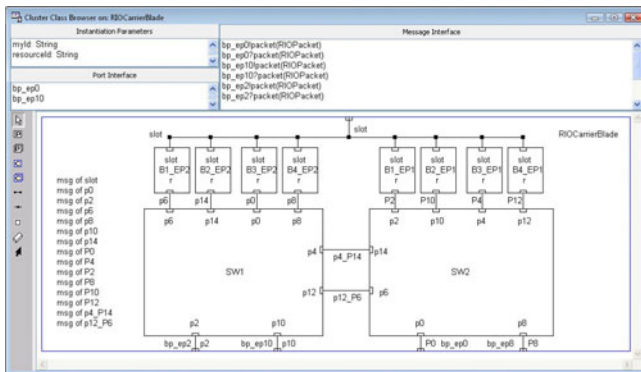 Cluster Class Browser on: RIOCarrierBlade
Instantiation Parameters
Message Interface
myId: String
resourceId: String
bp_ep0!packet(RIOPacket)
bp_ep0?packet(RIOPacket)
bp_ep10!packet(RIOPacket)
bp_ep10?packet(RIOPacket)
bp_ep2!packet(RIOPacket)
bp_ep2?packet(RIOPacket)
Port Interface
bp_ep0
bp_ep10
slot
slot
RIOCarrierBlade
slot slot slot slot slot slot slot slot
B1_EP2 B2_EP2 B3_EP2 B4_EP2 B1_EP1 B2_EP1 B3_EP1 B4_EP1
r r r r r r r r
p6 p14 p0 p8 P2 P10 P4 P12
p6 p14 p0 p8 p2 p10 p4 p12
msg of slot
msg of p0
msg of p2
msg of p6
msg of p8
msg of p10
msg of p14
msg of P0
msg of P4
msg of P2
msg of P8
msg of P10
msg of P12
msg of p4_P14
msg of p12_P6
p4 p14
p4_P14
SW1 SW2
p12 p6
p12_P6
p2 p10 p0 p8
bp_ep2 p2 bp_ep10 p10 P0 bp_ep0 bp_ep8 P8